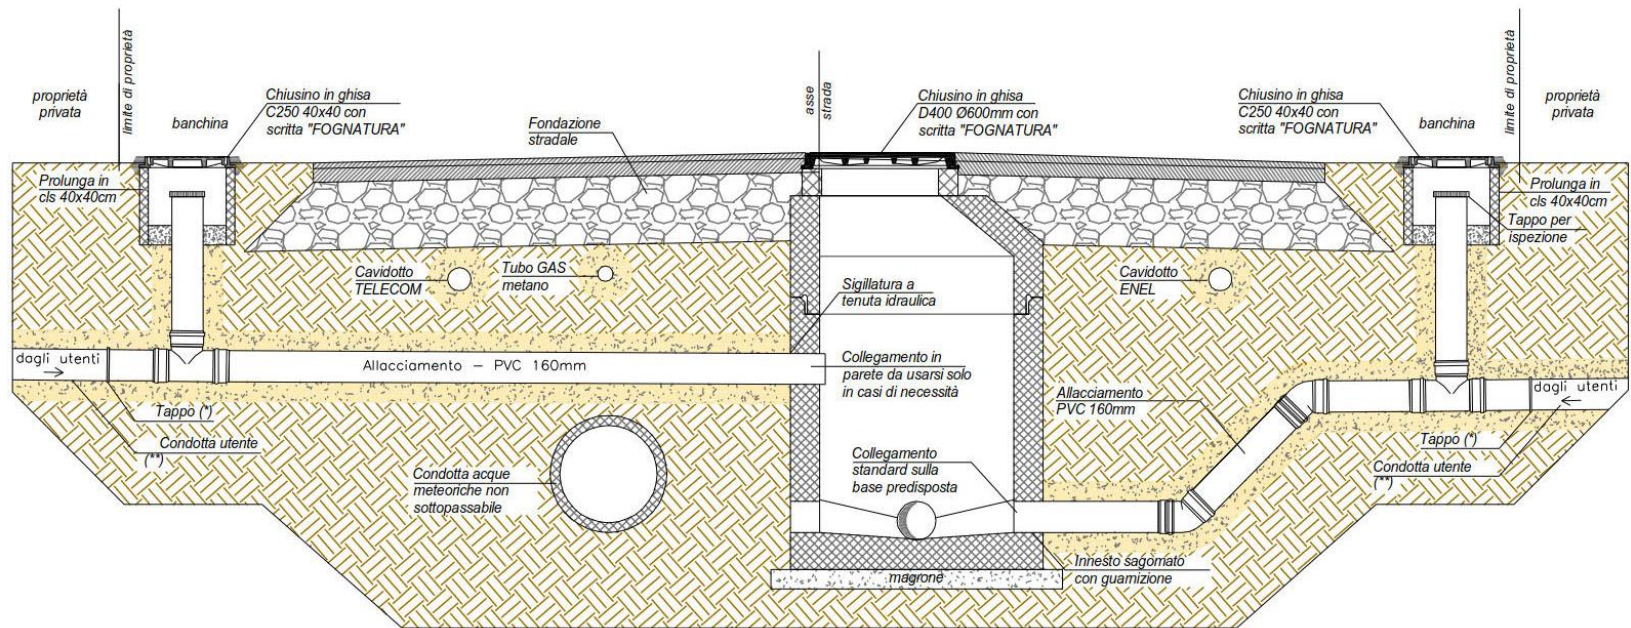 proprietà
privata
limite di proprietà
banchina
Chiusino in ghisa
C250 40x40 con
scritta "FOGNATURA"
Fondazione
stradale
asse
strada
Chiusino in ghisa
D400 Ø600mm con
scritta "FOGNATURA"
Chiusino in ghisa
C250 40x40 con
scritta "FOGNATURA"
banchina
limite di proprietà
proprietà
privata
Prolunga in
cls 40x40cm
Prolunga in
cls 40x40cm
Tappo per
ispezione
Cavidotto
TELECOM
Tubo GAS
metano
Sigillatura a
tenuta idraulica
Cavidotto
ENEL
dagli utenti
Allacciamento - PVC 160mm
Collegamento in
parete da usarsi solo
in casi di necessità
Allacciamento
PVC 160mm
dagli utenti
Tappo (*)
Condotta utente
(**)
Tappo (*)
Condotta utente
(**)
Condotta acque
meteoriche non
sottopassabile
Collegamento
standard sulla
base predisposta
Innesto sagomato
con guarnizione
magrone